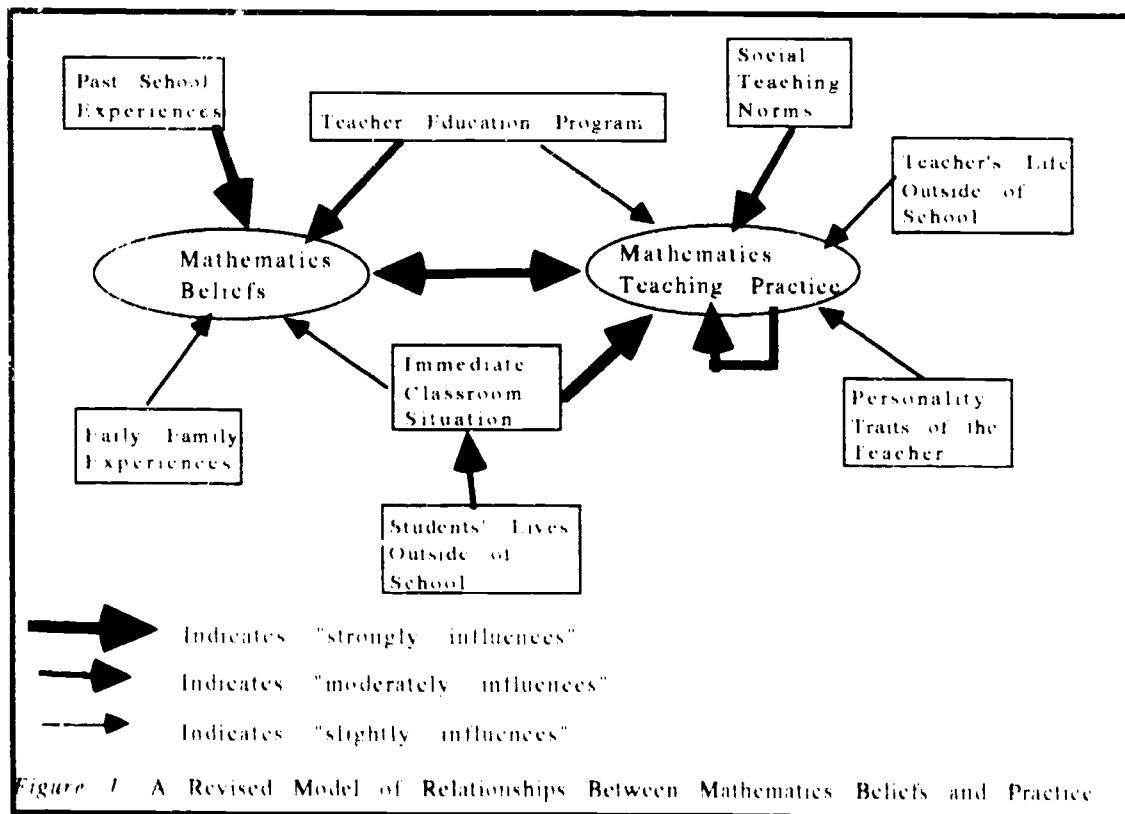 Past School
Experiences
Teacher Education Program
Social
Teaching
Norms
Teacher's Life
Outside of
School
Mathematics
Beliefs
Mathematics
Teaching Practice
Immediate
Classroom
Situation
Early Family
Experiences
Personality
Traits of the
Teacher
Students' Lives
Outside of
School
Indicates "strongly influences"
Indicates "moderately influences"
Indicates "slightly influences"
Figure 1 A Revised Model of Relationships Between Mathematics Beliefs and Practice